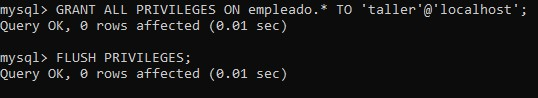 mysql> GRANT ALL PRIVILEGES ON empleado.* TO 'taller'@'localhost';
Query OK, 0 rows affected (0.01 sec)
mysql> FLUSH PRIVILEGES;
Query OK, 0 rows affected (0.01 sec)